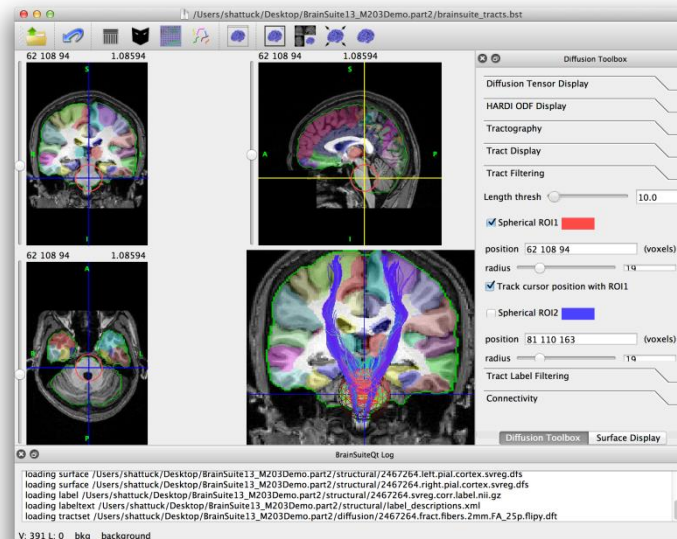 /Users/shattuck/Desktop/BrainSuite13_M203Demo.part2/brainsuite_tracts.bst
62 108 94 1.08594
S
R
I
62 108 94 1.08594
S
A P
I
Diffusion Toolbox
Diffusion Tensor Display
HARDI ODF Display
Tractography
Tract Display
Tract Filtering
Length thresh 10.0
Spherical ROI1
position 62 108 94 (voxels)
radius 19
Track cursor position with ROI1
Spherical ROI2
position 81 110 163 (voxels)
radius 19
Tract Label Filtering
Connectivity
Diffusion Toolbox Surface Display
62 108 94 1.08594
A
R L
P
BrainSuiteQt Log
loading surface /Users/shattuck/Desktop/BrainSuite13_M203Demo.part2/structural/2467264.left.pial.cortex.svreg.dfs
loading surface /Users/shattuck/Desktop/BrainSuite13_M203Demo.part2/structural/2467264.right.pial.cortex.svreg.dfs
loading label /Users/shattuck/Desktop/BrainSuite13_M203Demo.part2/structural/2467264.svreg.corr.label.nii.gz
loading labeltext /Users/shattuck/Desktop/BrainSuite13_M203Demo.part2/structural/label_descriptions.xml
loading tractset /Users/shattuck/Desktop/BrainSuite13_M203Demo.part2/diffusion/2467264.fract.fibers.2mm.FA_25p.flipy.dft
V: 391 L: 0 bkg background